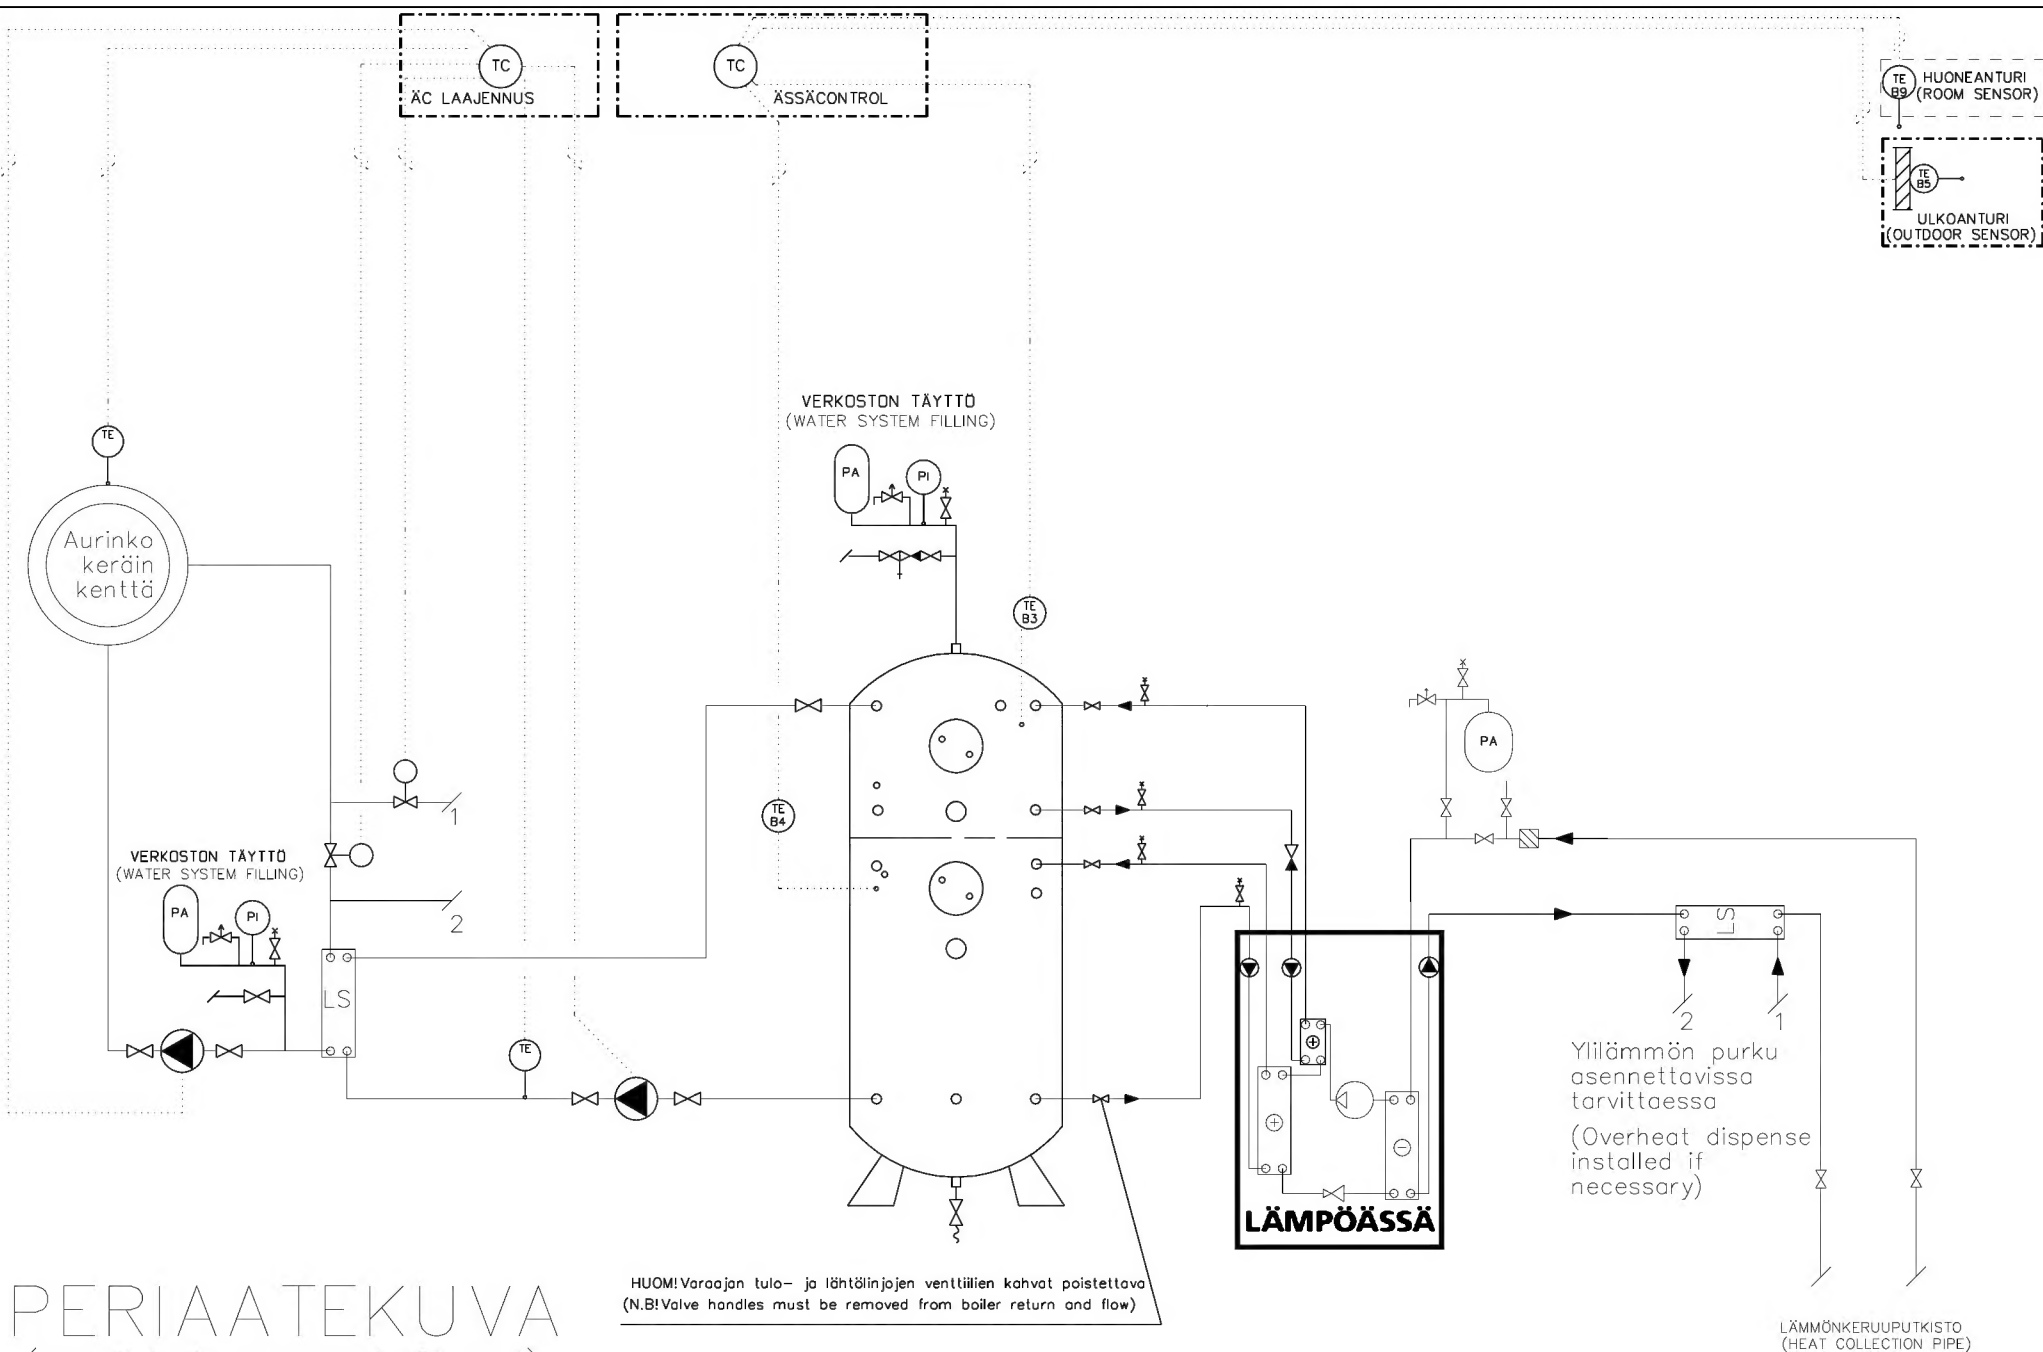 TC
ÄC LAAJENNUS
TC
ÄSSÄCONTROL
TE
B9
HUONEANTURI
(ROOM SENSOR)
TE
B5
ULKOANTURI
(OUTDOOR SENSOR)
VERKOSTON TÄYTTÖ
(WATER SYSTEM FILLING)
PA
PI
TE
Aurinko
keräin
kenttä
TE
B3
PA
1
TE
B4
VERKOSTON TÄYTTÖ
(WATER SYSTEM FILLING)
PA
PI
2
LS
LS
2
1
TE
Ylilämmön purku
asennettavissa
tarvittaessa
(Overheat dispense
installed if
necessary)
LÄMPÖÄSSÄ
HUOM!Varaajan tulo- ja lähtölinjojen venttiilien kahvat poistettava
(N.B!Valve handles must be removed from boiler return and flow)
PERIAATEKUVA
LÄMMÖNKERUUPUTKISTO
(HEAT COLLECTION PIPE)